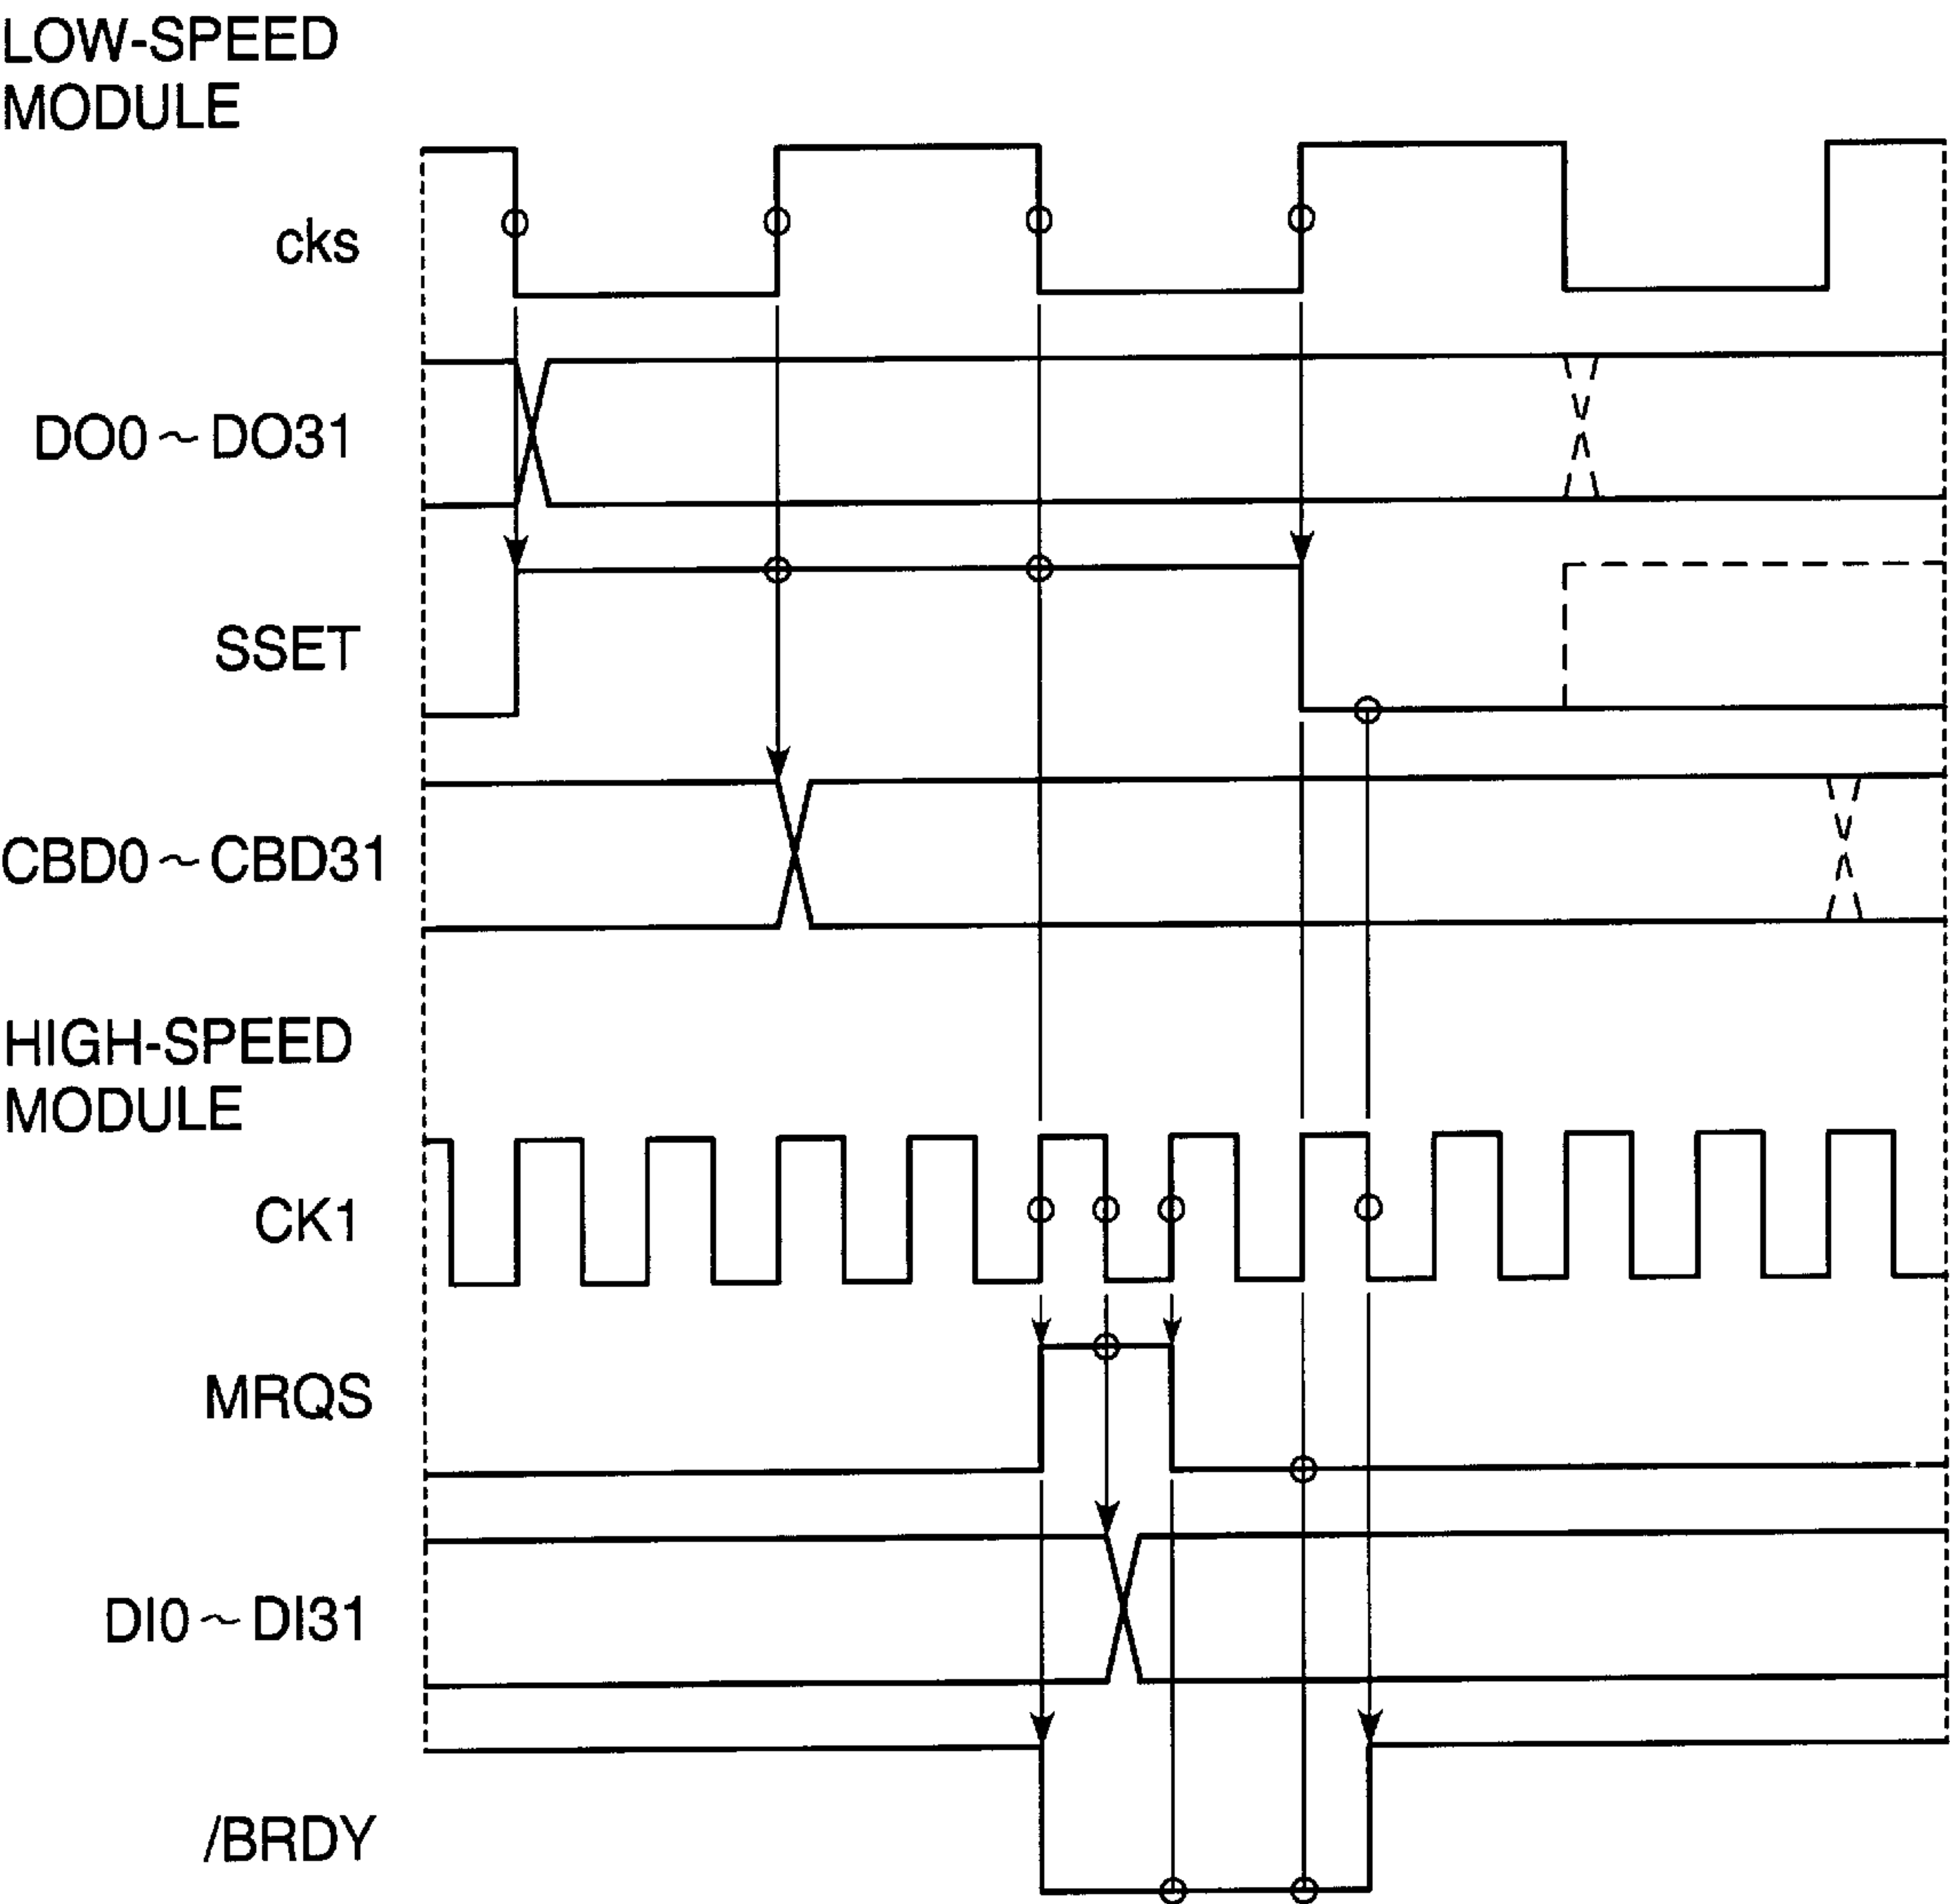 LOW-SPEED
MODULE
cks
DO0~DO31
SSET
CBD0~CBD31
HIGH-SPEED
MODULE
CK1
MRQS
DI0~DI31
/BRDY